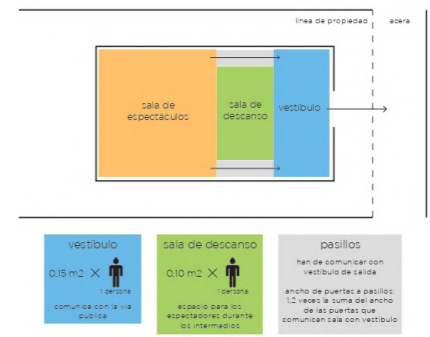 linea de propiedad
acera
sala de
espectáculos
sala de
descanso
vestíbulo
vestíbulo
0.15 m2 ×
1 persona
comunica con la via
pública
sala de descanso
0.10 m2 ×
1 persona
espacio para los
espectadores durante
los intermedios
pasillos
han de comunicar con
vestíbulo de salida
ancho de puertas a pasillos:
1.2 veces la suma del ancho
de las puertas que
comunican sala con vestíbulo